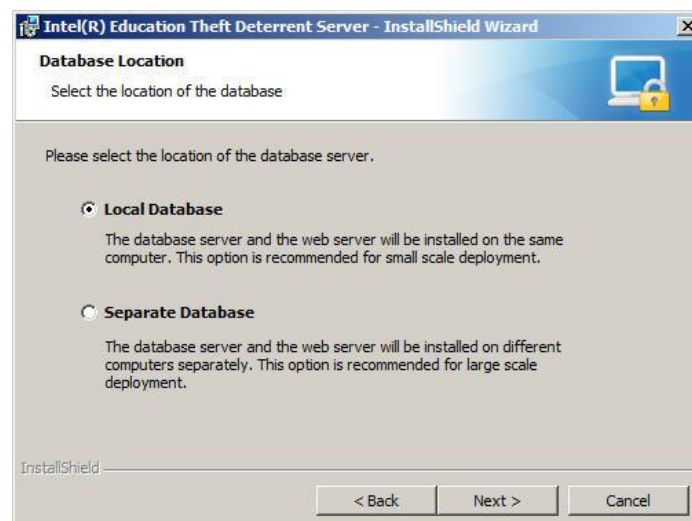 Intel(R) Education Theft Deterrent Server - InstallShield Wizard
Database Location
Select the location of the database
Please select the location of the database server.
Local Database
The database server and the web server will be installed on the same
computer. This option is recommended for small scale deployment.
Separate Database
The database server and the web server will be installed on different
computers separately. This option is recommended for large scale
deployment.
InstallShield
< Back Next > Cancel